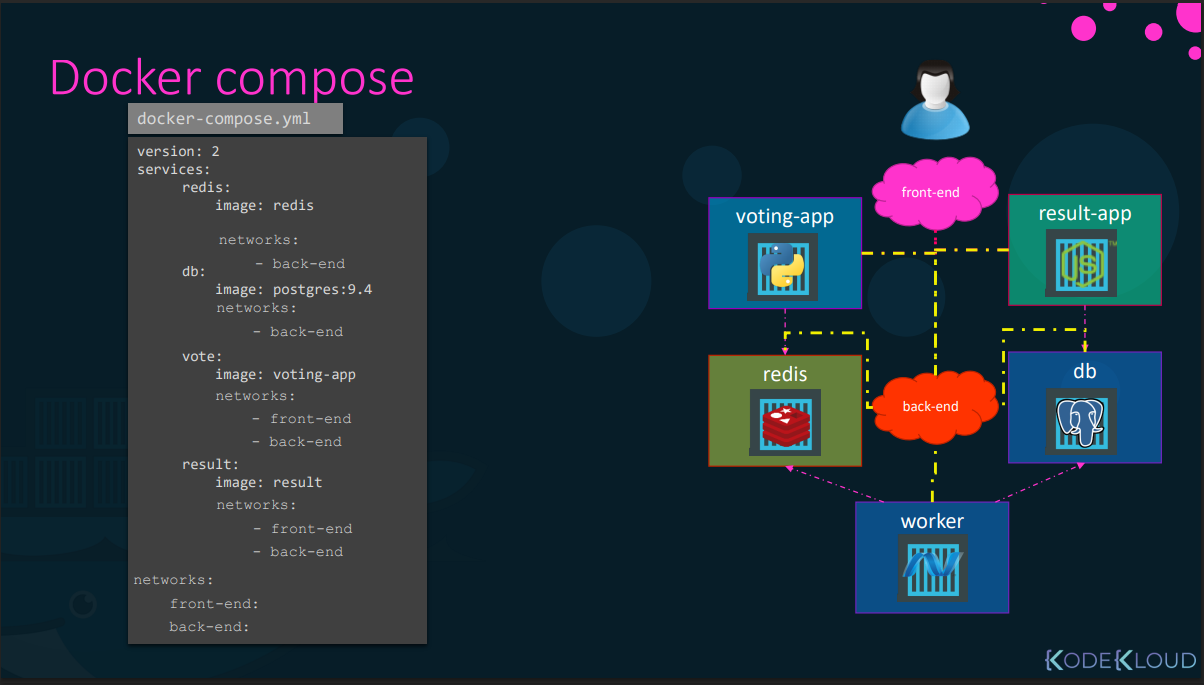 Docker compose
docker-compose.yml
version: 2
services:
redis:
image: redis
networks:
- back-end
db:
image: postgres:9.4
networks:
- back-end
vote:
image: voting-app
networks:
- front-end
- back-end
result:
image: result
networks:
- front-end
- back-end
networks:
front-end:
back-end:
front-end
voting-app
result-app
JS
TM
redis
back-end
db
worker
KODEKLOUD